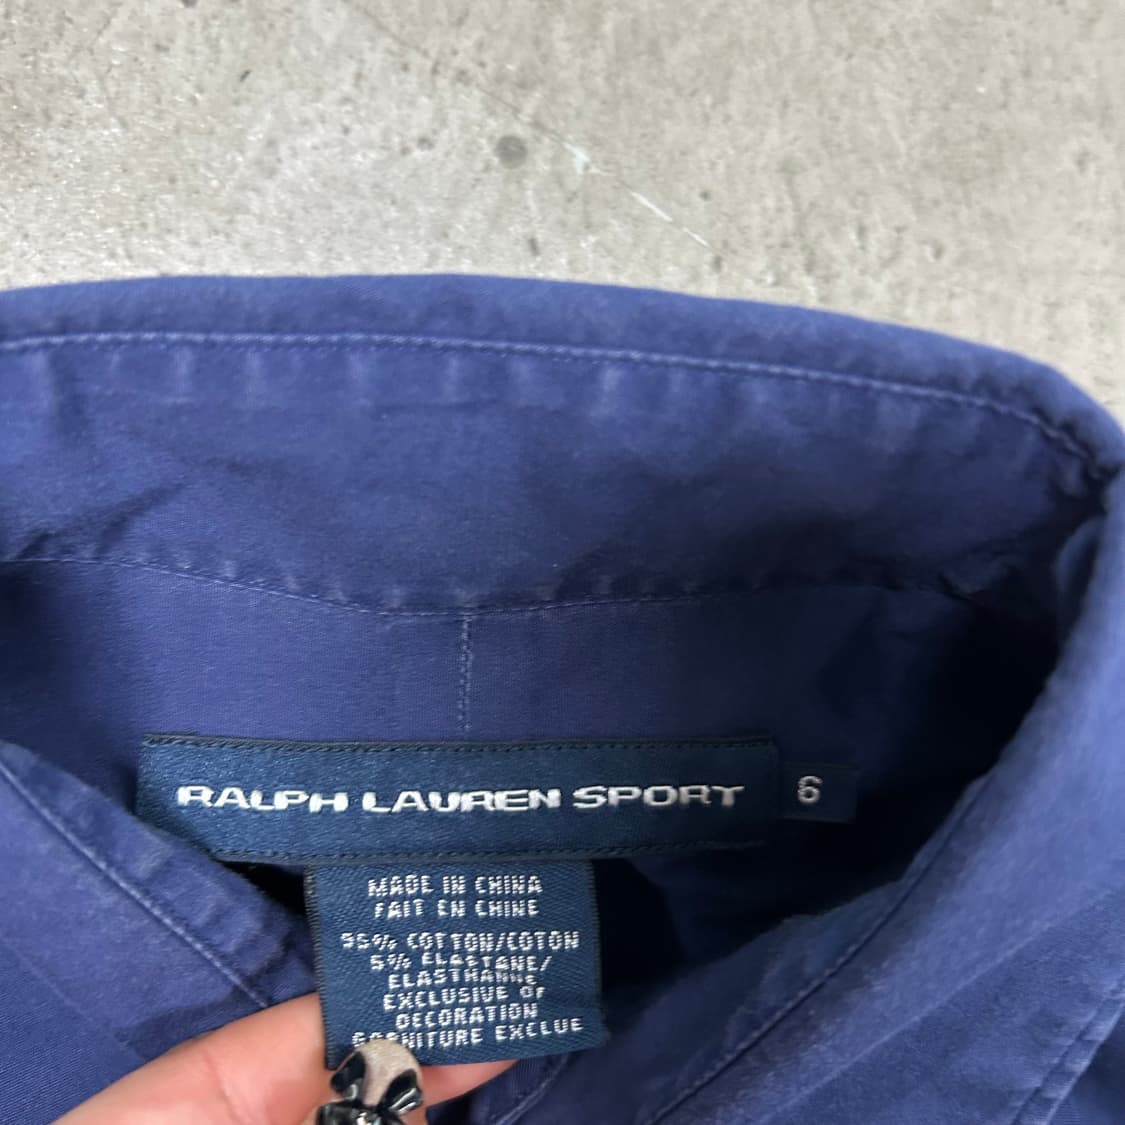 RALPH LAUREN SPORT 6
MADE IN CHINA
FAIT EN CHINE
95% COTTON/COTON
5% ELASTANE/
ELASTHANNE
EXCLUSIVE OF
DECORATION
GARNITURE EXCLUE